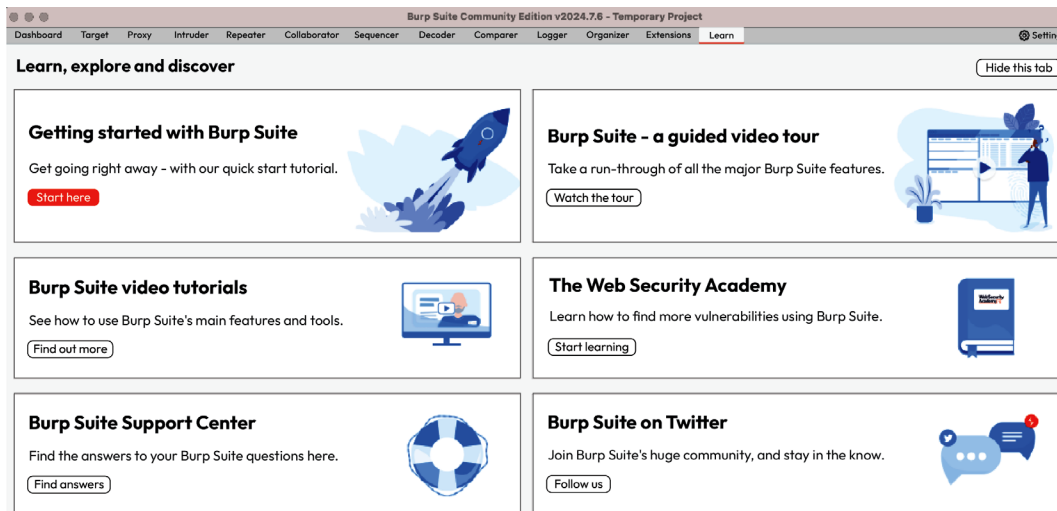 Burp Suite Community Edition v2024.7.6 - Temporary Project
Dashboard Target Proxy Intruder Repeater Collaborator Sequencer Decoder Comparer Logger Organizer Extensions Learn
Learn, explore and discover
Hide this tab
Getting started with Burp Suite
Get going right away - with our quick start tutorial.
Start here
Burp Suite - a guided video tour
Take a run-through of all the major Burp Suite features.
Watch the tour
Burp Suite video tutorials
See how to use Burp Suite's main features and tools.
Find out more
The Web Security Academy
Learn how to find more vulnerabilities using Burp Suite.
Start learning
WebSecurity
Academy
Burp Suite Support Center
Find the answers to your Burp Suite questions here.
Find answers
Burp Suite on Twitter
Join Burp Suite's huge community, and stay in the know.
Follow us